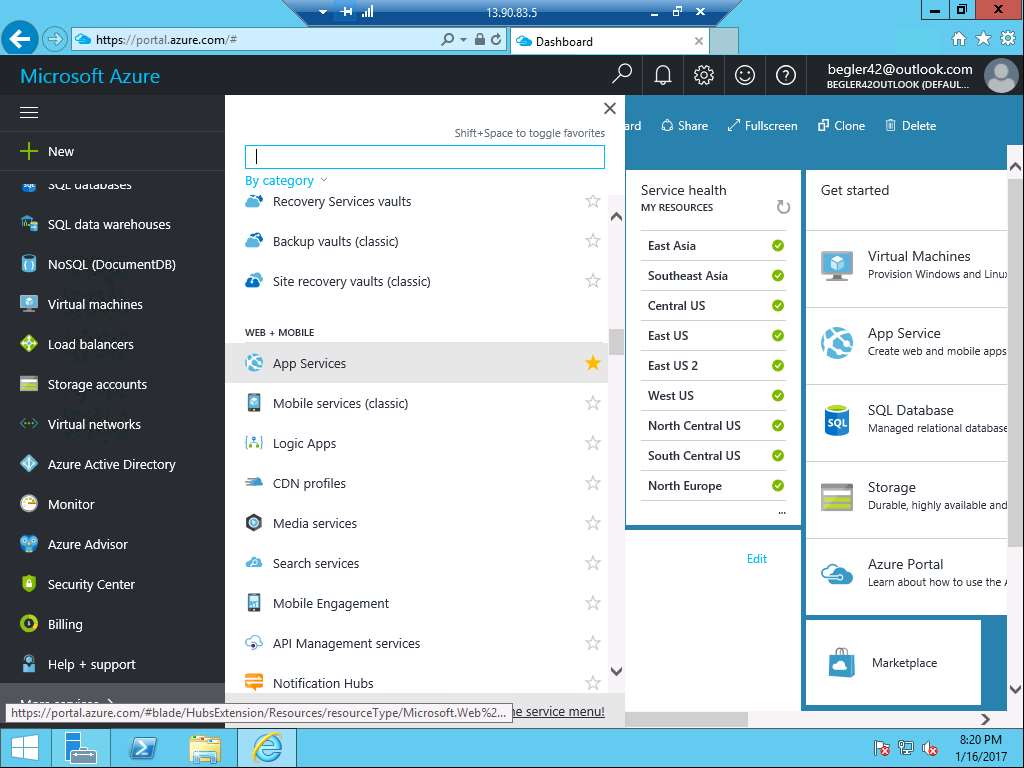 13.90.83.5
https://portal.azure.com/#
Dashboard
Microsoft Azure
begler42@outlook.com
BEGLER42OUTLOOK (DEFAUL...
Shift+Space to toggle favorites
Share
Fullscreen
Clone
Delete
New
SQL databases
SQL data warehouses
NoSQL (DocumentDB)
Virtual machines
Load balancers
Storage accounts
Virtual networks
Azure Active Directory
Monitor
Azure Advisor
Security Center
Billing
Help + support
More services >
By category
Recovery Services vaults
Backup vaults (classic)
Site recovery vaults (classic)
WEB + MOBILE
App Services
Mobile services (classic)
Logic Apps
CDN profiles
Media services
Search services
Mobile Engagement
API Management services
Notification Hubs
https://portal.azure.com/#blade/HubsExtension/Resources/resourceType/Microsoft.Web%2...
service menu!
Service health
MY RESOURCES
East Asia
Southeast Asia
Central US
East US
East US 2
West US
North Central US
South Central US
North Europe
...
Edit
Get started
Virtual Machines
Provision Windows and Linux
App Service
Create web and mobile apps
SQL Database
SQL
Managed relational database
Storage
Durable, highly available and
Azure Portal
Learn about how to use the A
Marketplace
8:20 PM
1/16/2017